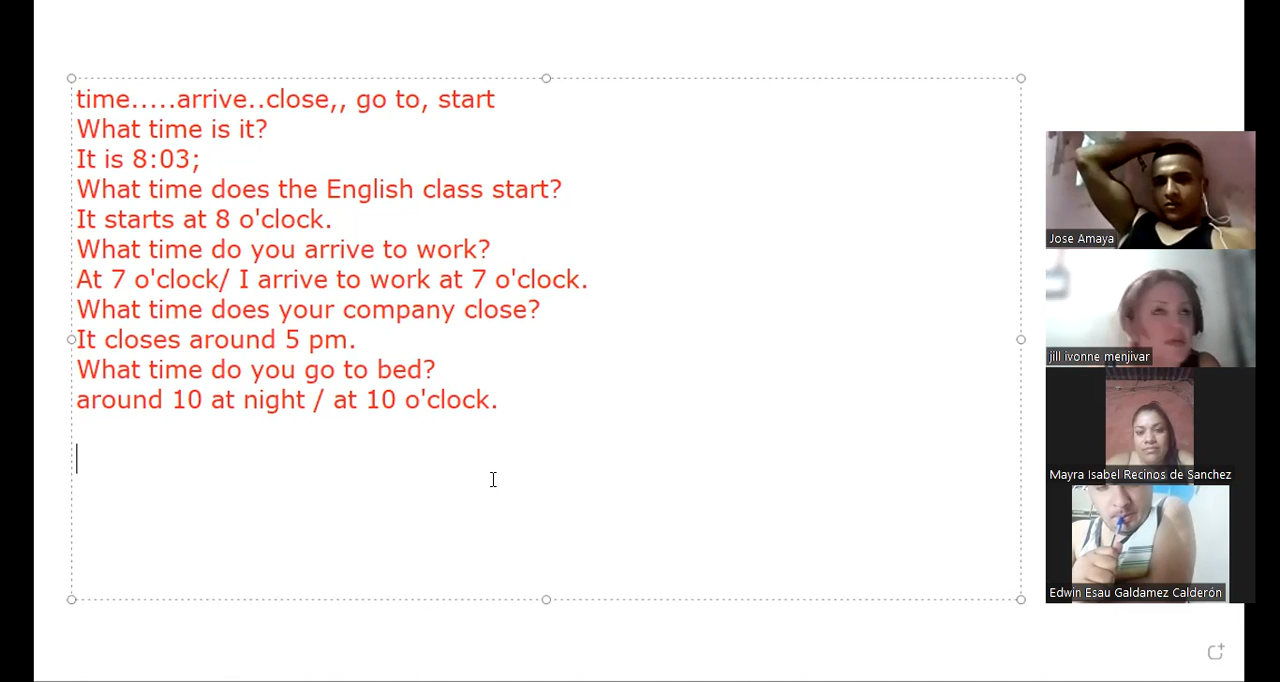 time.....arrive..close,, go to, start
What time is it?
It is 8:03;
What time does the English class start?
It starts at 8 o'clock.
What time do you arrive to work?
At 7 o'clock/ I arrive to work at 7 o'clock.
What time does your company close?
It closes around 5 pm.
What time do you go to bed?
around 10 at night / at 10 o'clock.
Jose Amaya
jill ivonne menjivar
Mayra Isabel Recinos de Sanchez
Edwin Esau Galdamez Calderón